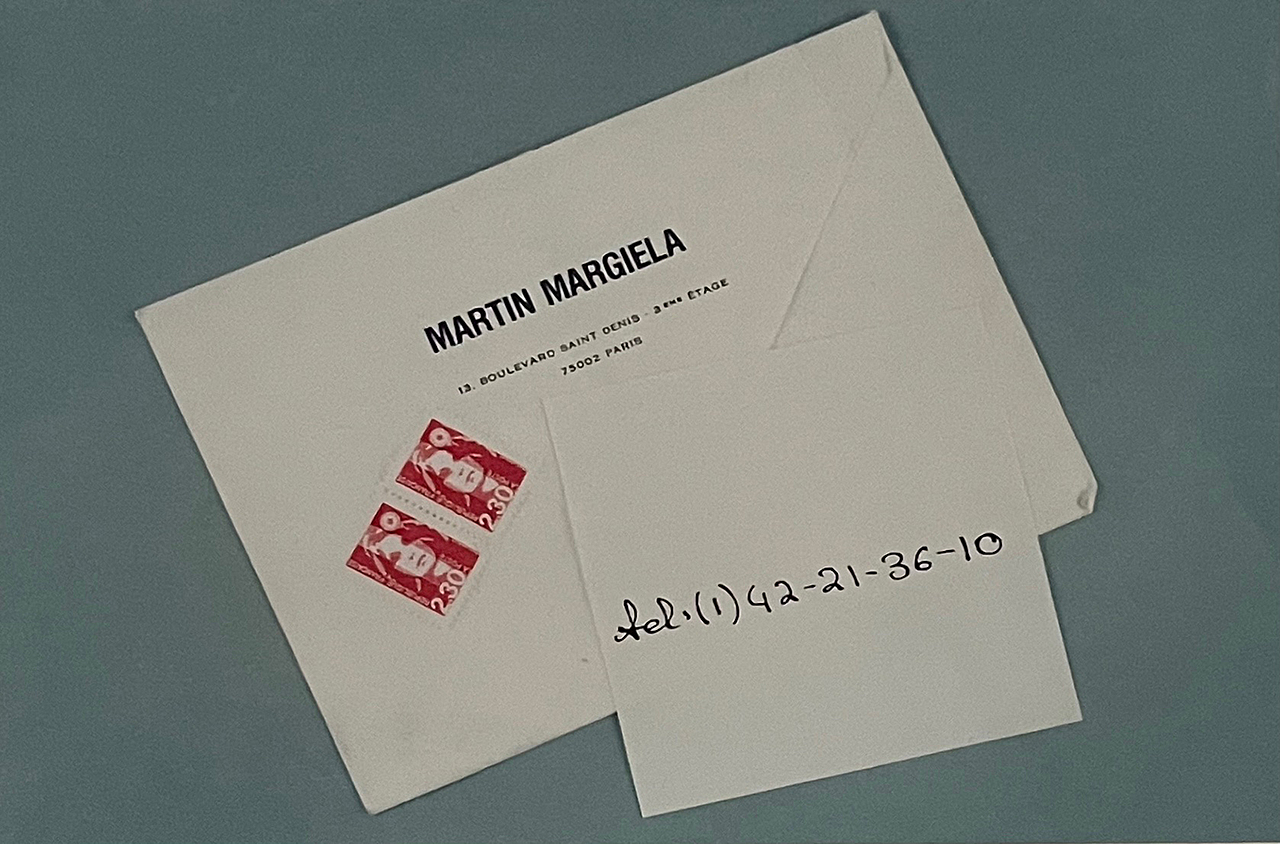 MARTIN MARGIELA
13, BOULEVARD SAINT DENIS - 3EME ÉTAGE
75002 PARIS
2,30
2,30
tel:(1)42-21-36-10